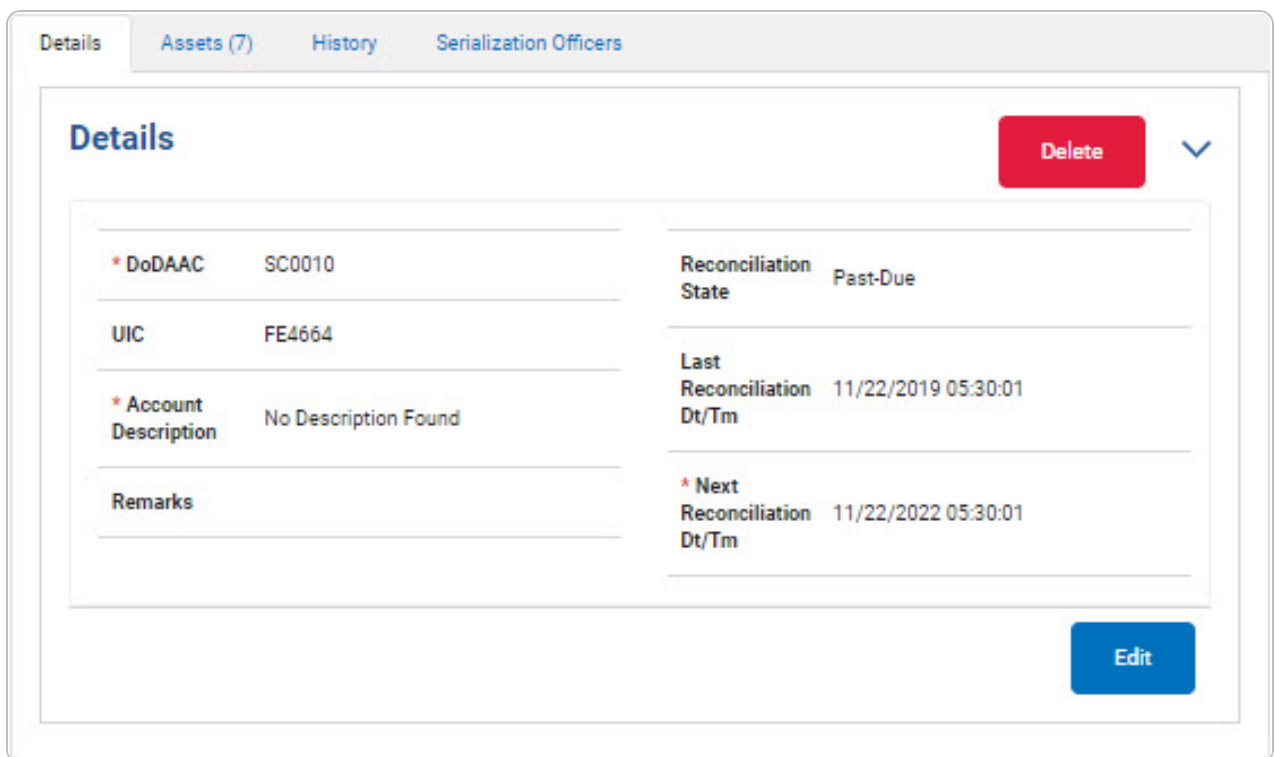 Details Assets (7) History Serialization Officers
Details
Delete
* DoDAAC SC0010
UIC FE4664
* Account
Description
No Description Found
Remarks
Reconciliation
State
Past-Due
Last
Reconciliation
Dt/Tm
11/22/2019 05:30:01
* Next
Reconciliation
Dt/Tm
11/22/2022 05:30:01
Edit